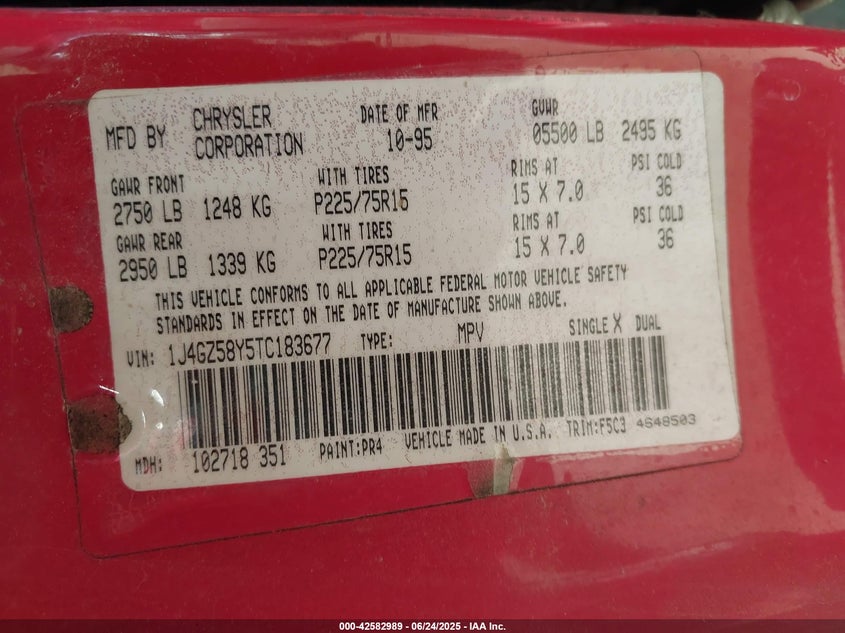 MFD BY CHRYSLER CORPORATION DATE OF MFR 10-95 GVWR 05500 LB 2495 KG
GAWR FRONT WITH TIRES RIMS AT PSI COLD
2750 LB 1248 KG P225/75R15 15 X 7.0 36
GAWR REAR WITH TIRES RIMS AT PSI COLD
2950 LB 1339 KG P225/75R15 15 X 7.0 36
THIS VEHICLE CONFORMS TO ALL APPLICABLE FEDERAL MOTOR VEHICLE SAFETY
STANDARDS IN EFFECT ON THE DATE OF MANUFACTURE SHOWN ABOVE.
VIN: 1J4GZ58Y5TC183677 TYPE: MPV SINGLE X DUAL
MDH: 102718 351 PAINT:PR4 VEHICLE MADE IN U.S.A. TRIM:F5C3 4648503
000-42582989 - 06/24/2025 - IAA Inc.